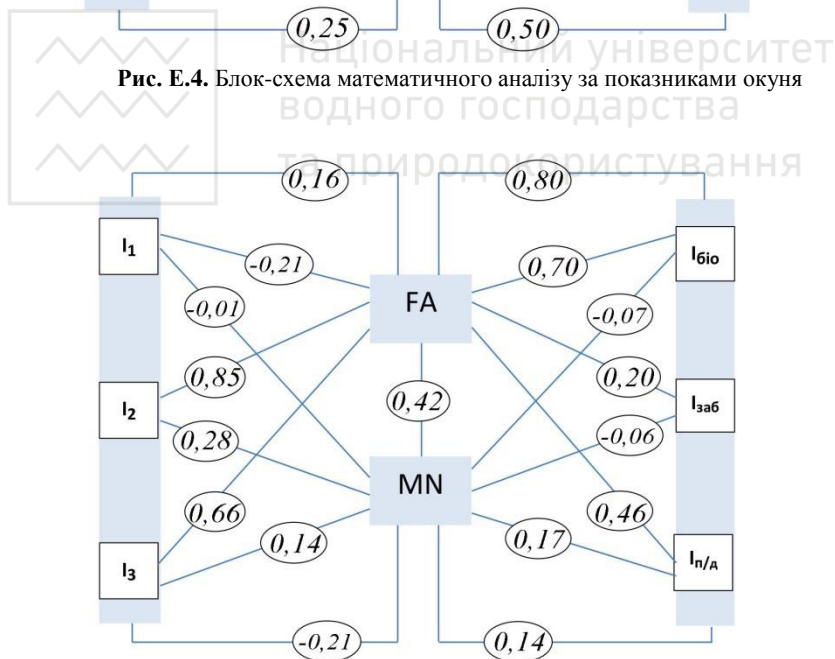 0,25 0,50
Національний університет
Рис. Е.4. Блок-схема математичного аналізу за показниками окуня
водного господарства
та природокористування
0,16 0,80
I1 -0,21 0,70 Iбіо
FA
-0,01 -0,07
0,85 0,20
I2 0,42 Iзаб
0,28 -0,06
MN
0,66 0,46
0,14 0,17
I3 Iп/д
-0,21 0,14